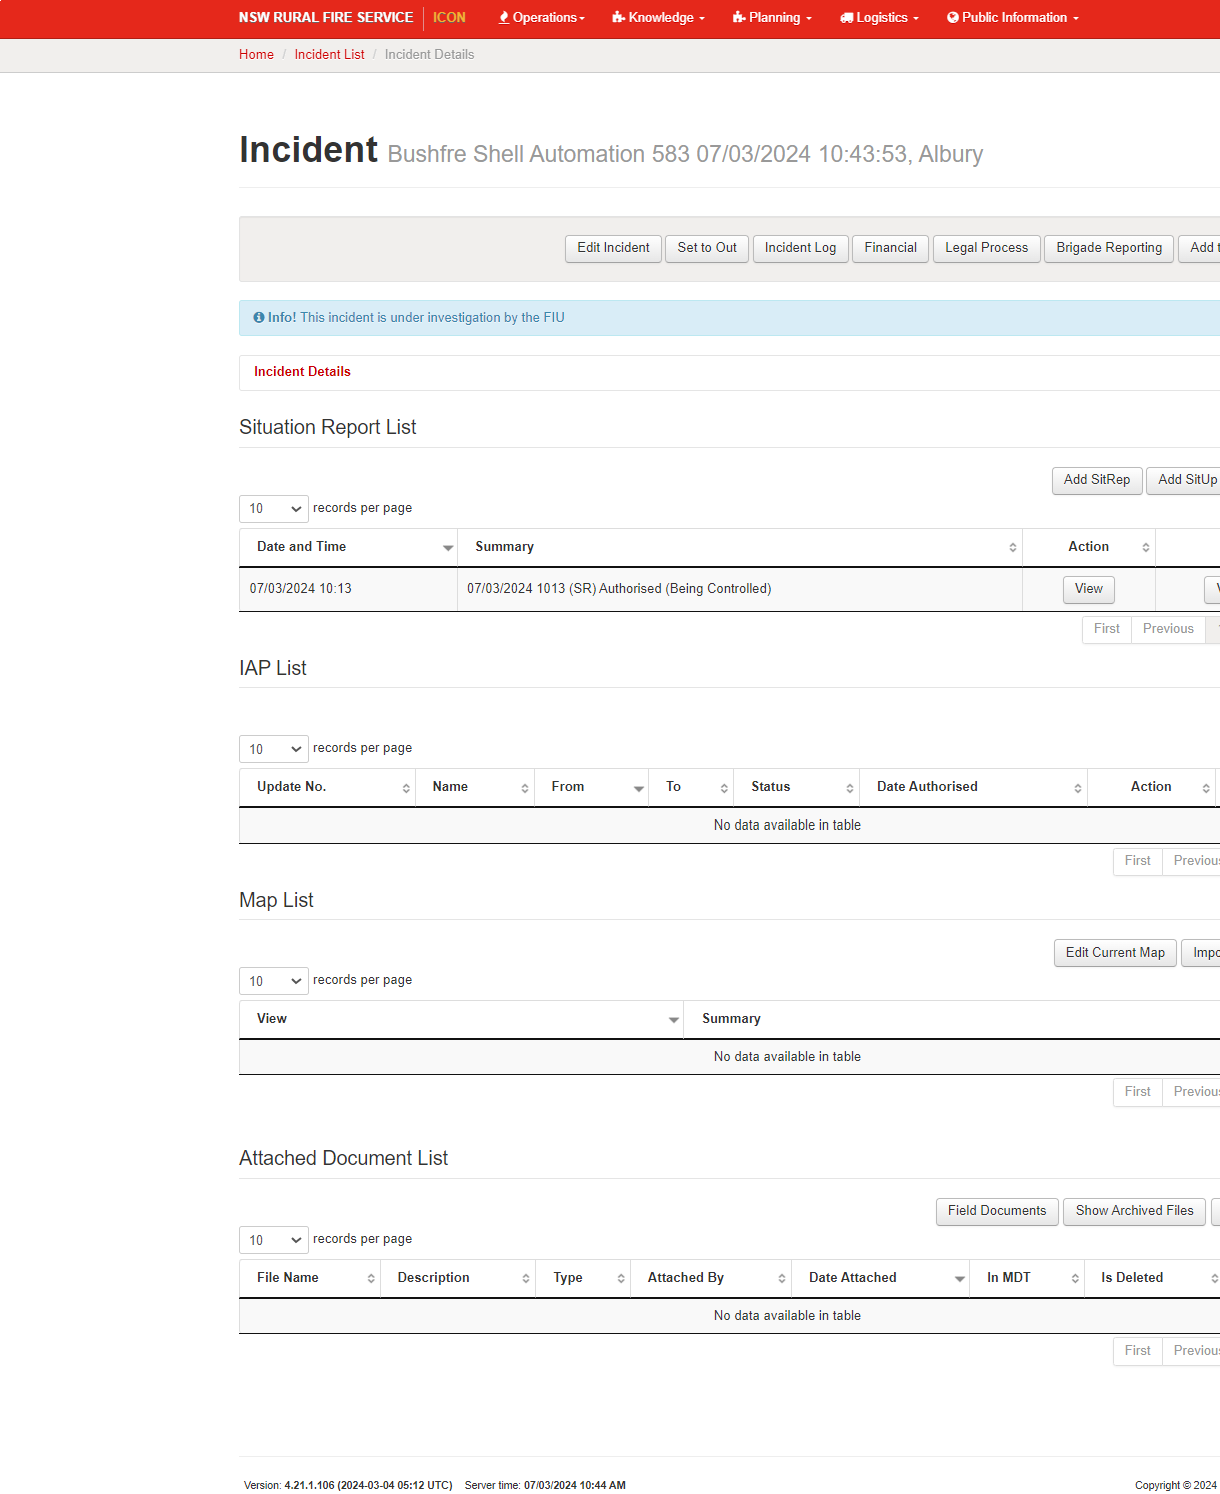 NSW RURAL FIRE SERVICE ICON Operations Knowledge Planning Logistics Public Information
Home / Incident List / Incident Details
Incident Bushfre Shell Automation 583 07/03/2024 10:43:53, Albury
Edit Incident Set to Out Incident Log Financial Legal Process Brigade Reporting Add
Info! This incident is under investigation by the FIU
Incident Details
Situation Report List
Add SitRep Add SitUp
10 records per page
Date and Time Summary Action
07/03/2024 10:13 07/03/2024 1013 (SR) Authorised (Being Controlled) View
First Previous
IAP List
10 records per page
Update No. Name From To Status Date Authorised Action
No data available in table
First Previous
Map List
Edit Current Map
10 records per page
View Summary
No data available in table
First Previous
Attached Document List
Field Documents Show Archived Files
10 records per page
File Name Description Type Attached By Date Attached In MDT Is Deleted
No data available in table
First Previous
Version: 4.21.1.106 (2024-03-04 05:12 UTC) Server time: 07/03/2024 10:44 AM Copyright © 2024